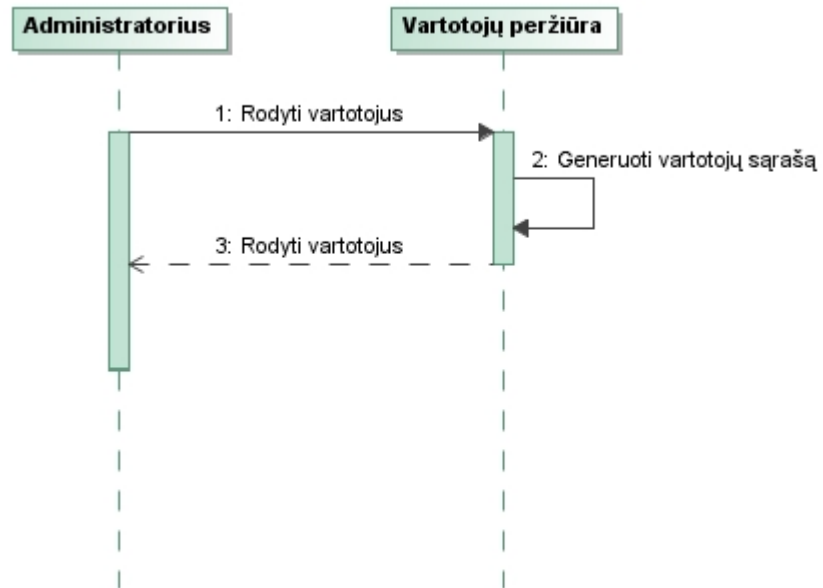 Administratorius
Vartotojų peržiūra
1: Rodyti vartotojus
2: Generuoti vartotojų sąrašą
3: Rodyti vartotojus